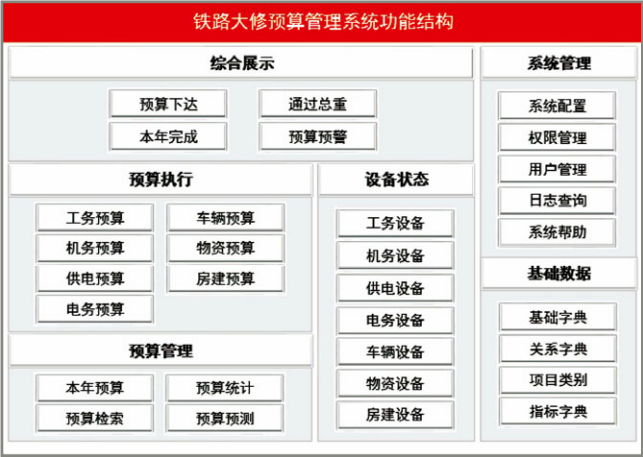 铁路大修预算管理系统功能结构
综合展示
预算下达 通过总重
本年完成 预算预警
预算执行
工务预算 车辆预算
机务预算 物资预算
供电预算 房建预算
电务预算
预算管理
本年预算 预算统计
预算检索 预算预测
设备状态
工务设备
机务设备
供电设备
电务设备
车辆设备
物资设备
房建设备
系统管理
系统配置
权限管理
用户管理
日志查询
系统帮助
基础数据
基础字典
关系字典
项目类别
指标字典